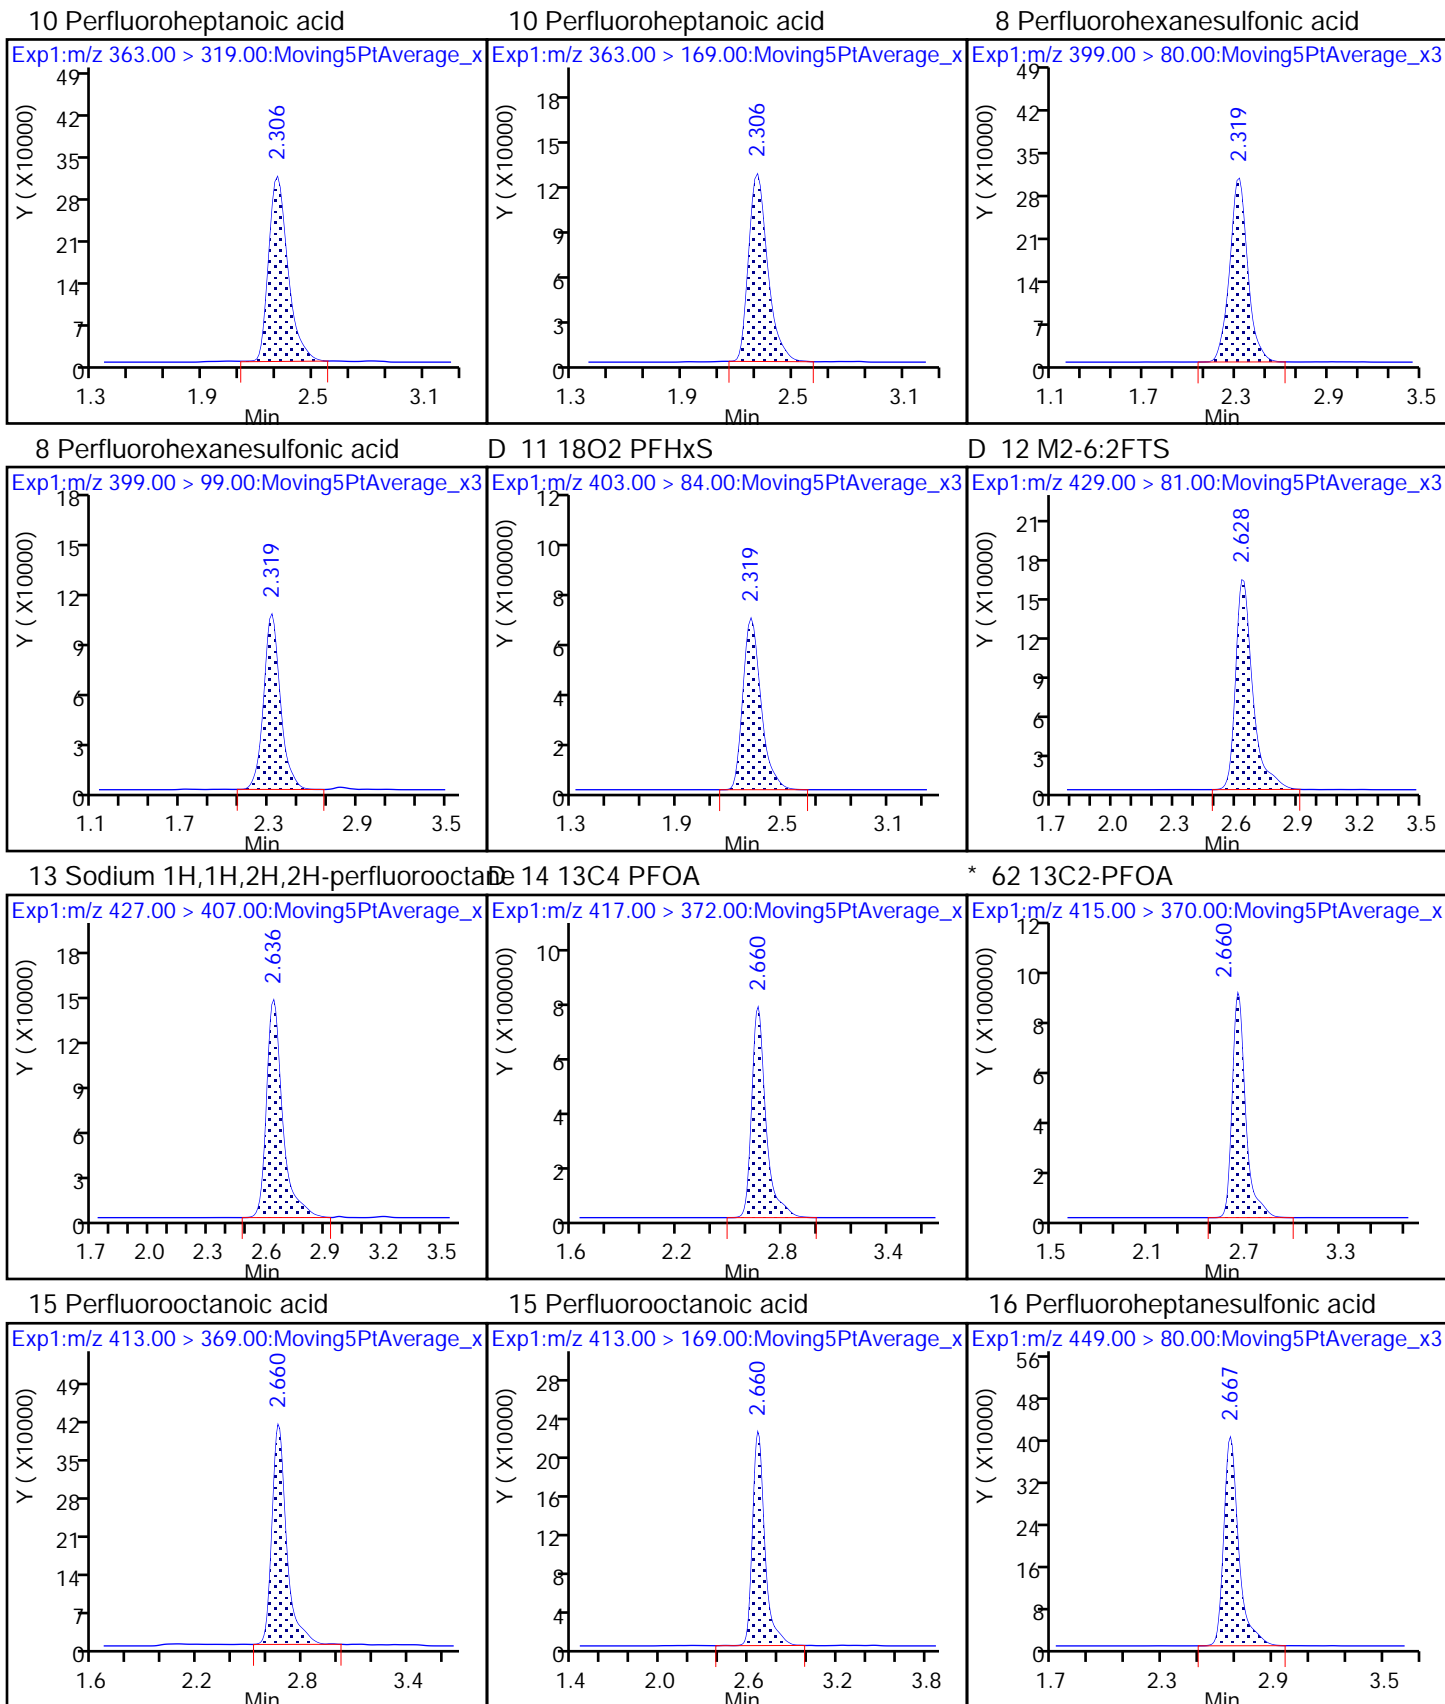 10 Perfluoroheptanoic acid
Exp1:m/z 363.00 > 319.00:Moving5PtAverage_x
Y ( X10000)
49
42
35
28
21
14
7
0
2.306
1.3 1.9 2.5 3.1
Min
10 Perfluoroheptanoic acid
Exp1:m/z 363.00 > 169.00:Moving5PtAverage_x
Y ( X10000)
18
15
12
9
6
3
0
2.306
1.3 1.9 2.5 3.1
Min
8 Perfluorohexanesulfonic acid
Exp1:m/z 399.00 > 80.00:Moving5PtAverage_x3
Y ( X10000)
49
42
35
28
21
14
7
0
2.319
1.1 1.7 2.3 2.9 3.5
Min
8 Perfluorohexanesulfonic acid
Exp1:m/z 399.00 > 99.00:Moving5PtAverage_x3
Y ( X10000)
18
15
12
9
6
3
0
2.319
1.1 1.7 2.3 2.9 3.5
Min
D 11 18O2 PFHxS
Exp1:m/z 403.00 > 84.00:Moving5PtAverage_x3
Y ( X100000)
12
10
8
6
4
2
0
2.319
1.3 1.9 2.5 3.1
Min
D 12 M2-6:2FTS
Exp1:m/z 429.00 > 81.00:Moving5PtAverage_x3
Y ( X10000)
21
18
15
12
9
6
3
0
2.628
1.7 2.0 2.3 2.6 2.9 3.2 3.5
Min
13 Sodium 1H,1H,2H,2H-perfluorooctane
Exp1:m/z 427.00 > 407.00:Moving5PtAverage_x
Y ( X10000)
18
15
12
9
6
3
0
2.636
1.7 2.0 2.3 2.6 2.9 3.2 3.5
Min
D 14 13C4 PFOA
Exp1:m/z 417.00 > 372.00:Moving5PtAverage_x
Y ( X100000)
10
8
6
4
2
0
2.660
1.6 2.2 2.8 3.4
Min
* 62 13C2-PFOA
Exp1:m/z 415.00 > 370.00:Moving5PtAverage_x
Y ( X100000)
12
10
8
6
4
2
0
2.660
1.5 2.1 2.7 3.3
Min
15 Perfluorooctanoic acid
Exp1:m/z 413.00 > 369.00:Moving5PtAverage_x
Y ( X10000)
49
42
35
28
21
14
7
0
2.660
1.6 2.2 2.8 3.4
Min
15 Perfluorooctanoic acid
Exp1:m/z 413.00 > 169.00:Moving5PtAverage_x
Y ( X10000)
28
24
20
16
12
8
4
0
2.660
1.4 2.0 2.6 3.2 3.8
Min
16 Perfluoroheptanesulfonic acid
Exp1:m/z 449.00 > 80.00:Moving5PtAverage_x3
Y ( X10000)
56
48
40
32
24
16
8
0
2.667
1.7 2.3 2.9 3.5
Min